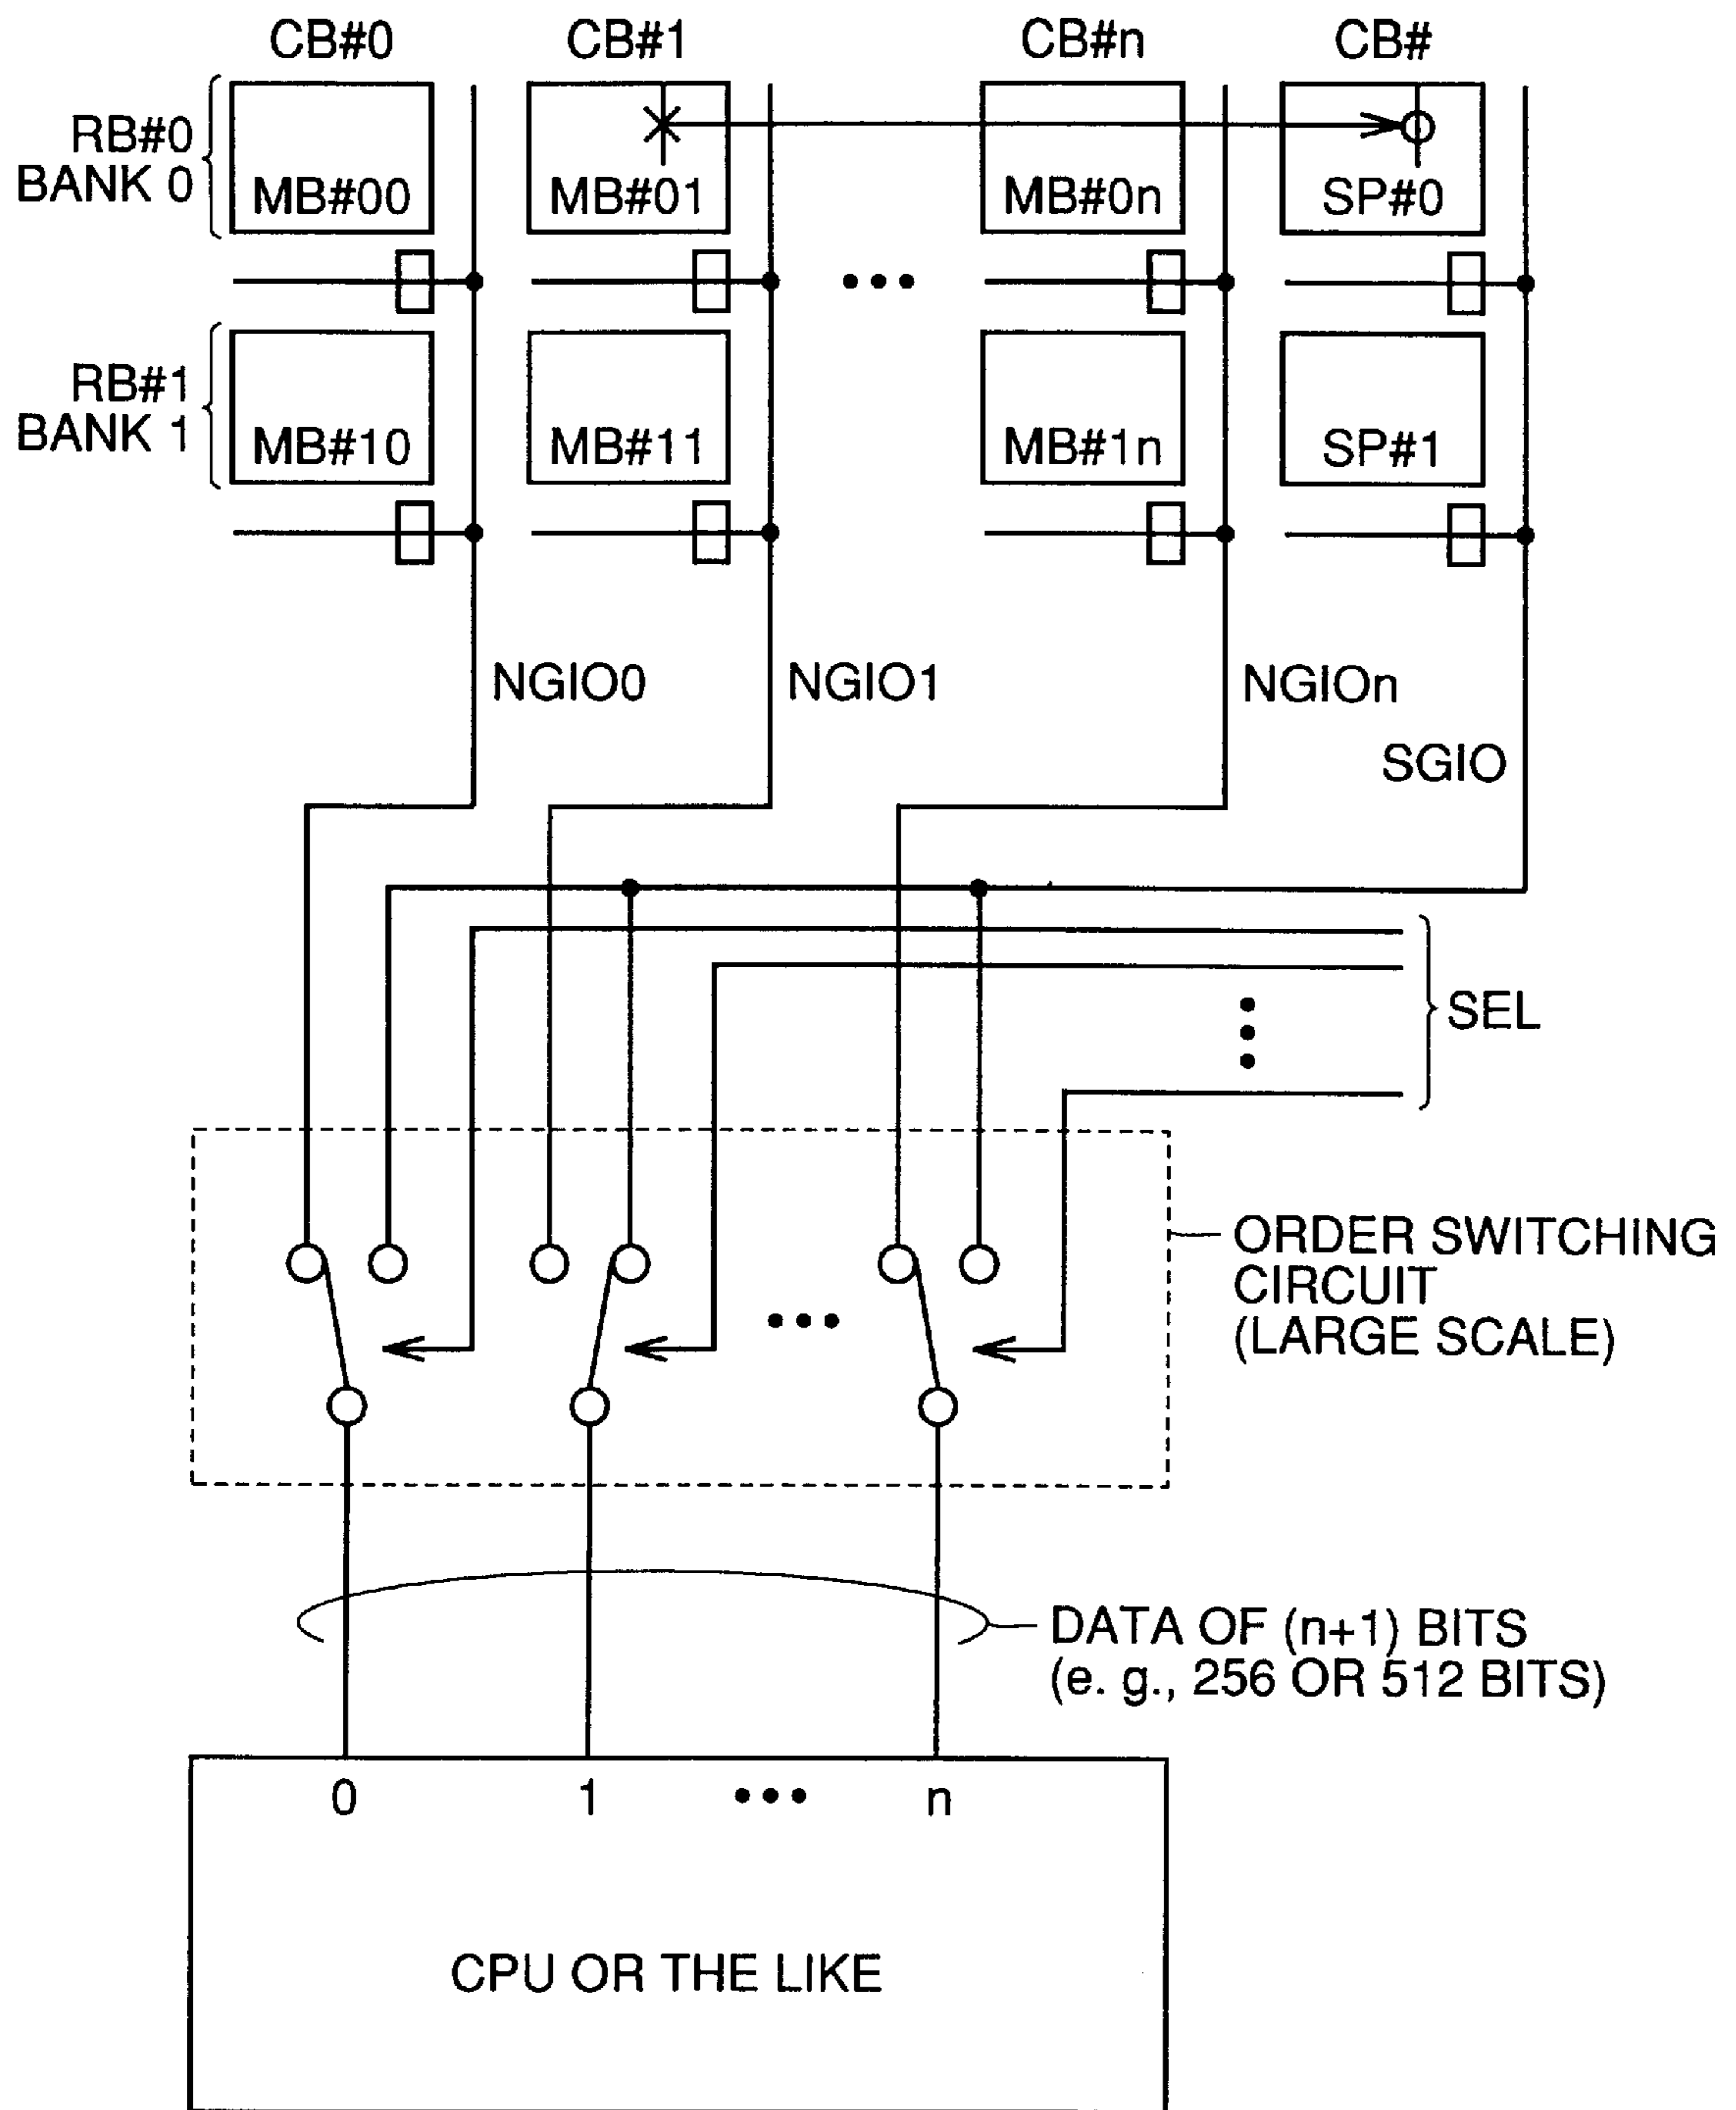 CB#0
CB#1
CB#n
CB#
RB#0
BANK 0
MB#00
MB#01
MB#0n
SP#0
RB#1
BANK 1
MB#10
MB#11
MB#1n
SP#1
NGIO0
NGIO1
NGIOn
SGIO
SEL
ORDER SWITCHING
CIRCUIT
(LARGE SCALE)
DATA OF (n+1) BITS
(e. g., 256 OR 512 BITS)
0
1
n
CPU OR THE LIKE